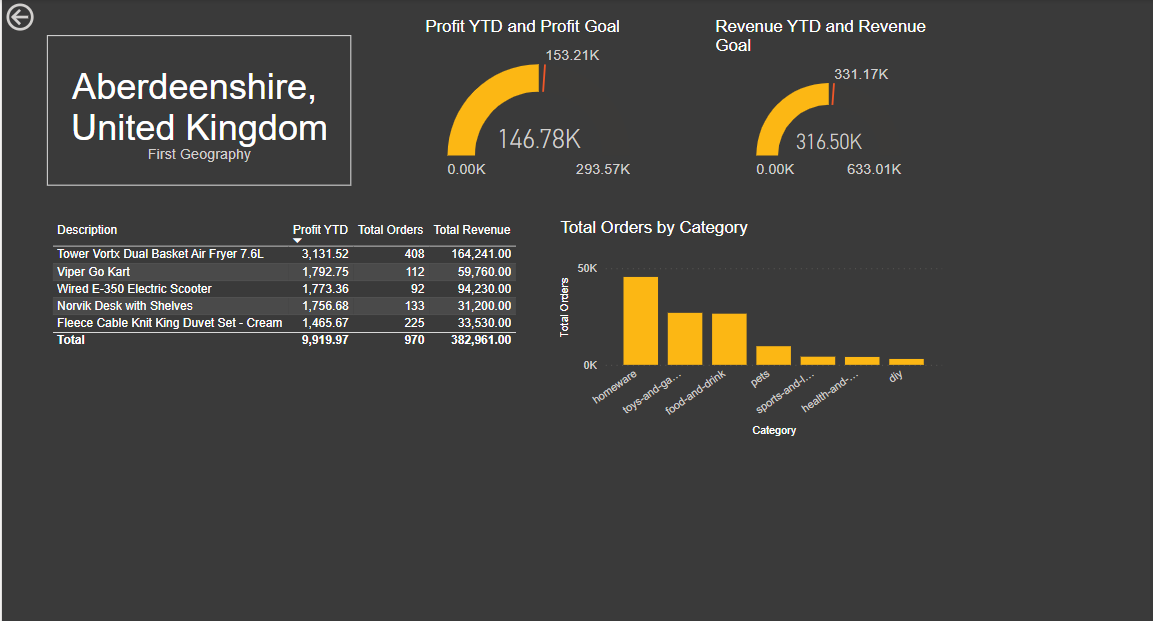 Aberdeenshire,
United Kingdom
First Geography
Profit YTD and Profit Goal
153.21K
146.78K
0.00K 293.57K
Revenue YTD and Revenue
Goal
331.17K
316.50K
0.00K 633.01K
Description Profit YTD Total Orders Total Revenue
Tower Vortx Dual Basket Air Fryer 7.6L 3,131.52 408 164,241.00
Viper Go Kart 1,792.75 112 59,760.00
Wired E-350 Electric Scooter 1,773.36 92 94,230.00
Norvik Desk with Shelves 1,756.68 133 31,200.00
Fleece Cable Knit King Duvet Set - Cream 1,465.67 225 33,530.00
Total 9,919.97 970 382,961.00
Total Orders by Category
Total Orders
50K
0K
homeware
toys-and-ga...
food-and-drink
pets
sports-and-l...
health-and-...
diy
Category